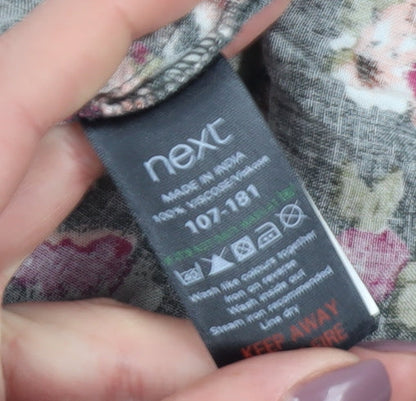 next
MADE IN INDIA
100% VISCOSE/Viskose
107-181
Wash like colours together
Iron on reverse
Wash inside out
Steam iron recommended
Line dry
KEEP AWAY
FIRE